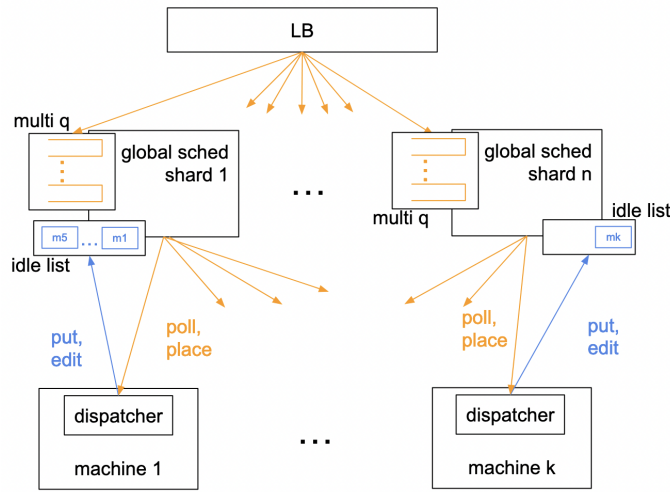 LB
multi q
global sched
shard 1
m5 ... m1
idle list
...
global sched
shard n
multi q
idle list
mk
put,
edit
poll,
place
poll,
place
put,
edit
dispatcher
machine 1
...
dispatcher
machine k